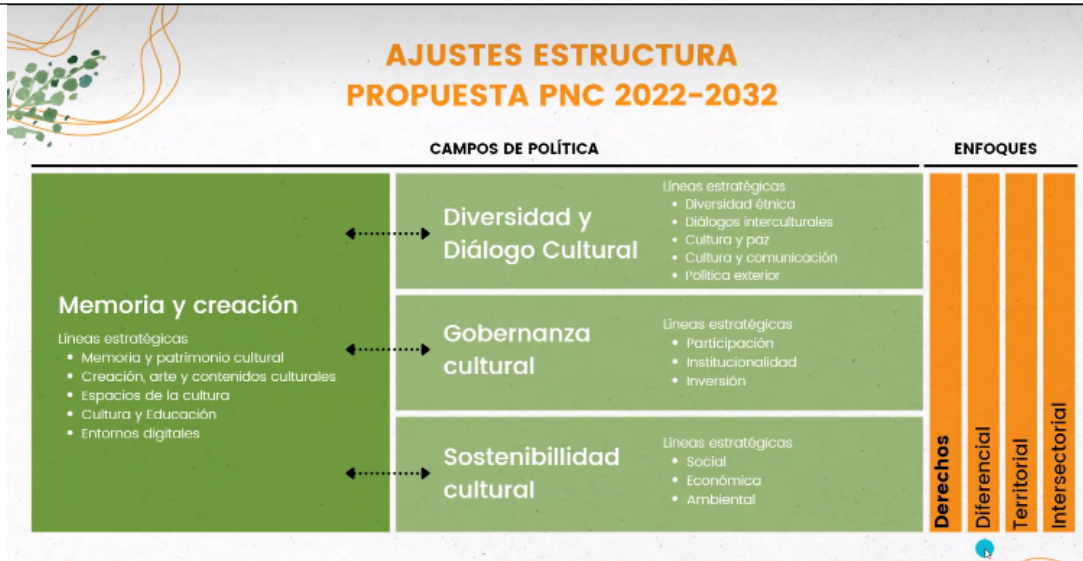 AJUSTES ESTRUCTURA
PROPUESTA PNC 2022-2032
CAMPOS DE POLÍTICA
ENFOQUES
Memoria y creación
Líneas estratégicas
• Memoria y patrimonio cultural
• Creación, arte y contenidos culturales
• Espacios de la cultura
• Cultura y Educación
• Entornos digitales
Diversidad y
Diálogo Cultural
Líneas estratégicas
• Diversidad étnica
• Diálogos interculturales
• Cultura y paz
• Cultura y comunicación
• Política exterior
Gobernanza
cultural
Líneas estratégicas
• Participación
• Institucionalidad
• Inversión
Sostenibillidad
cultural
Líneas estratégicas
• Social
• Económica
• Ambiental
Derechos
Diferencial
Territorial
Intersectorial